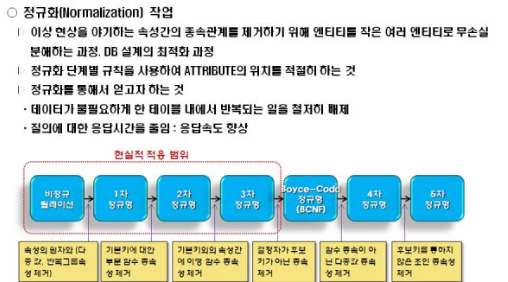 ○ 정규화(Normalization) 작업
▷ 이상 현상을 야기하는 속성간의 종속관계를 제거하기 위해 엔티티를 작은 여러 엔티티로 무손실
분해하는 과정. DB 설계의 최적화 과정
▷ 정규화 단계별 규칙을 사용하여 ATTRIBUTE의 위치를 적절히 하는 것
▷ 정규화를 통해서 얻고자 하는 것
· 데이터가 불필요하게 한 테이블 내에서 반복되는 일을 철저히 배제
· 질의에 대한 응답시간을 줄임 : 응답속도 향상
현실적 적용 범위
비정규
릴레이션
1차
정규형
2차
정규형
3차
정규형
Boyce-Codd
정규형
(BCNF)
4차
정규형
5차
정규형
속성의 원자화 (다
중 값, 반복그룹속
성 제거)
기본키에 대한
부분 함수 종속
성 제거
기본키외의 속성간
에 이행 함수 종속
성 제거
결정자가 후보
키가 아닌 종속
제거
함수 종속이 아
닌 다중값 종속
성 제거
후보키를 통하지
않은 조인 종속성
제거